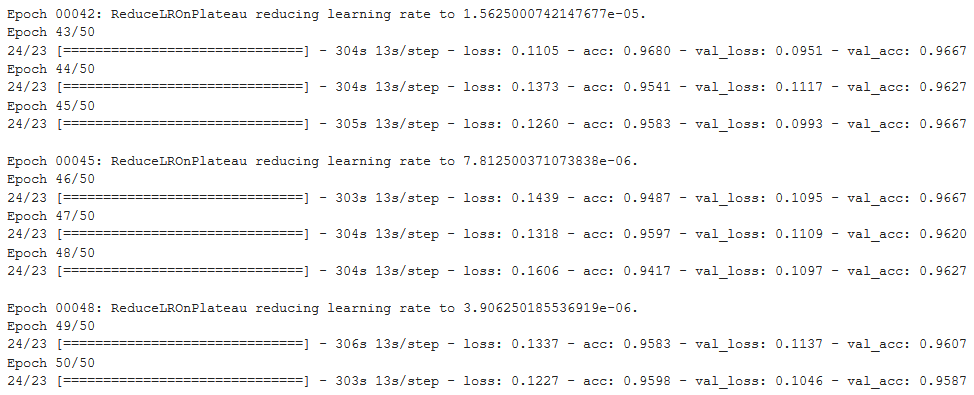 Epoch 00042: ReduceLROnPlateau reducing learning rate to 1.5625000742147677e-05.
Epoch 43/50
24/23 [==============================] - 304s 13s/step - loss: 0.1105 - acc: 0.9680 - val_loss: 0.0951 - val_acc: 0.9667
Epoch 44/50
24/23 [==============================] - 304s 13s/step - loss: 0.1373 - acc: 0.9541 - val_loss: 0.1117 - val_acc: 0.9627
Epoch 45/50
24/23 [==============================] - 305s 13s/step - loss: 0.1260 - acc: 0.9583 - val_loss: 0.0993 - val_acc: 0.9667
Epoch 00045: ReduceLROnPlateau reducing learning rate to 7.812500371073838e-06.
Epoch 46/50
24/23 [==============================] - 303s 13s/step - loss: 0.1439 - acc: 0.9487 - val_loss: 0.1095 - val_acc: 0.9667
Epoch 47/50
24/23 [==============================] - 304s 13s/step - loss: 0.1318 - acc: 0.9597 - val_loss: 0.1109 - val_acc: 0.9620
Epoch 48/50
24/23 [==============================] - 304s 13s/step - loss: 0.1606 - acc: 0.9417 - val_loss: 0.1097 - val_acc: 0.9627
Epoch 00048: ReduceLROnPlateau reducing learning rate to 3.906250185536919e-06.
Epoch 49/50
24/23 [==============================] - 306s 13s/step - loss: 0.1337 - acc: 0.9583 - val_loss: 0.1137 - val_acc: 0.9607
Epoch 50/50
24/23 [==============================] - 303s 13s/step - loss: 0.1227 - acc: 0.9598 - val_loss: 0.1046 - val_acc: 0.9587